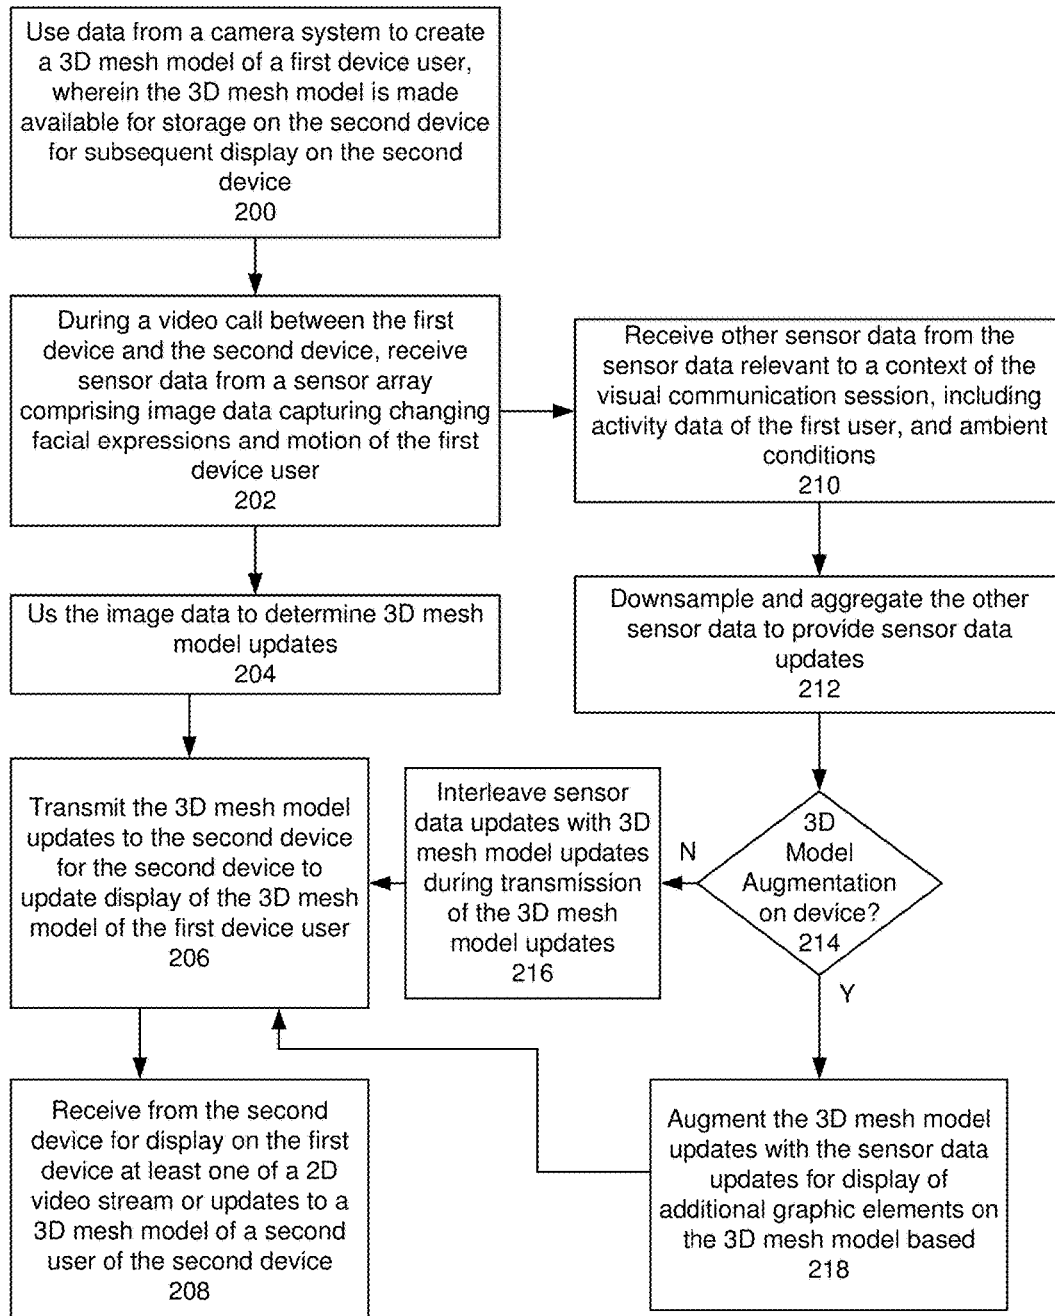 Use data from a camera system to create
a 3D mesh model of a first device user,
wherein the 3D mesh model is made
available for storage on the second device
for subsequent display on the second
device
200
During a video call between the first
device and the second device, receive
sensor data from a sensor array
comprising image data capturing changing
facial expressions and motion of the first
device user
202
Receive other sensor data from the
sensor data relevant to a context of the
visual communication session, including
activity data of the first user, and ambient
conditions
210
Us the image data to determine 3D mesh
model updates
204
Downsample and aggregate the other
sensor data to provide sensor data
updates
212
Transmit the 3D mesh model
updates to the second device
for the second device to
update display of the 3D mesh
model of the first device user
206
Interleave sensor
data updates with 3D
mesh model updates
during transmission
of the 3D mesh
model updates
216
N
3D
Model
Augmentation
on device?
214
Y
Receive from the second
device for display on the first
device at least one of a 2D
video stream or updates to a
3D mesh model of a second
user of the second device
208
Augment the 3D mesh model
updates with the sensor data
updates for display of
additional graphic elements on
the 3D mesh model based
218